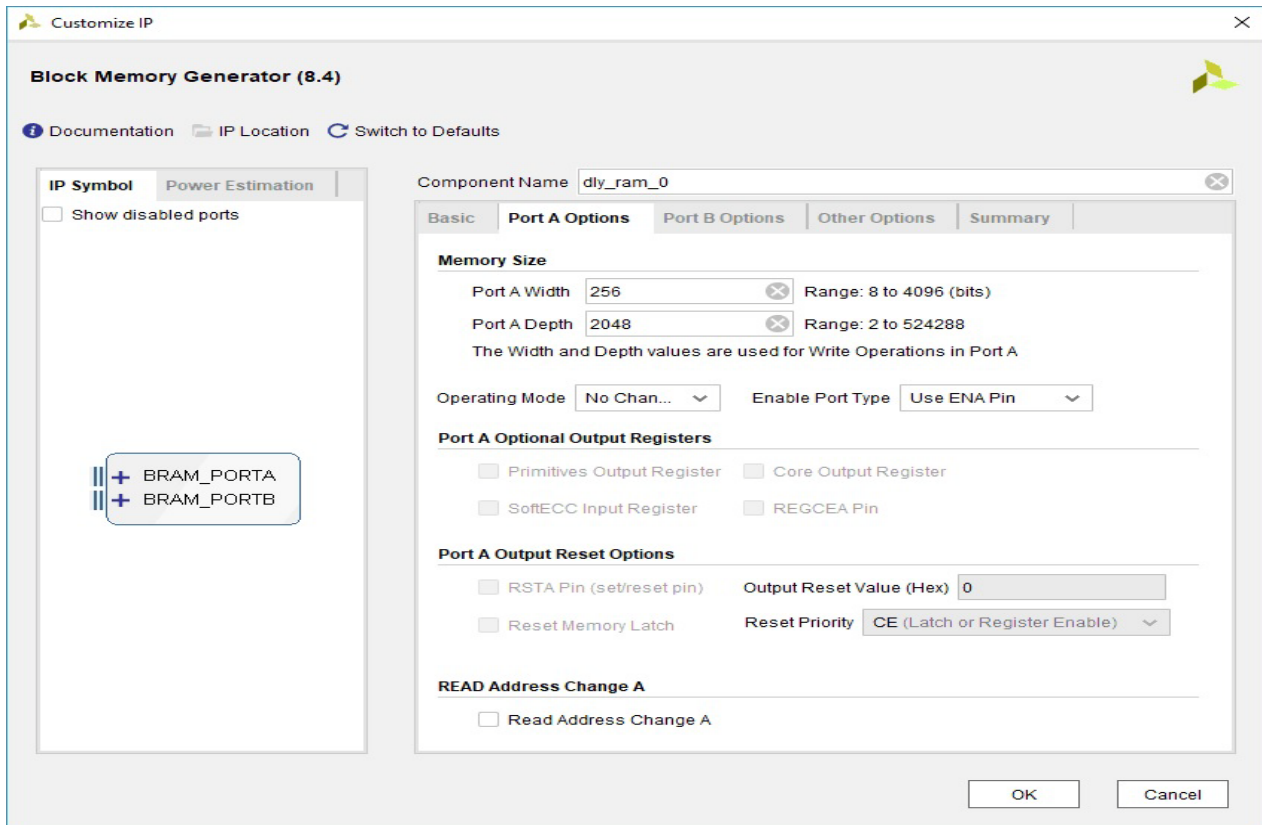 Customize IP
Block Memory Generator (8.4)
Documentation IP Location Switch to Defaults
IP Symbol Power Estimation
Show disabled ports
BRAM_PORTA
BRAM_PORTB
Component Name dly_ram_0
Basic Port A Options Port B Options Other Options Summary
Memory Size
Port A Width 256 Range: 8 to 4096 (bits)
Port A Depth 2048 Range: 2 to 524288
The Width and Depth values are used for Write Operations in Port A
Operating Mode No Chan... Enable Port Type Use ENA Pin
Port A Optional Output Registers
Primitives Output Register Core Output Register
SoftECC Input Register REGCEA Pin
Port A Output Reset Options
RSTA Pin (set/reset pin) Output Reset Value (Hex) 0
Reset Memory Latch Reset Priority CE (Latch or Register Enable)
READ Address Change A
Read Address Change A
OK Cancel